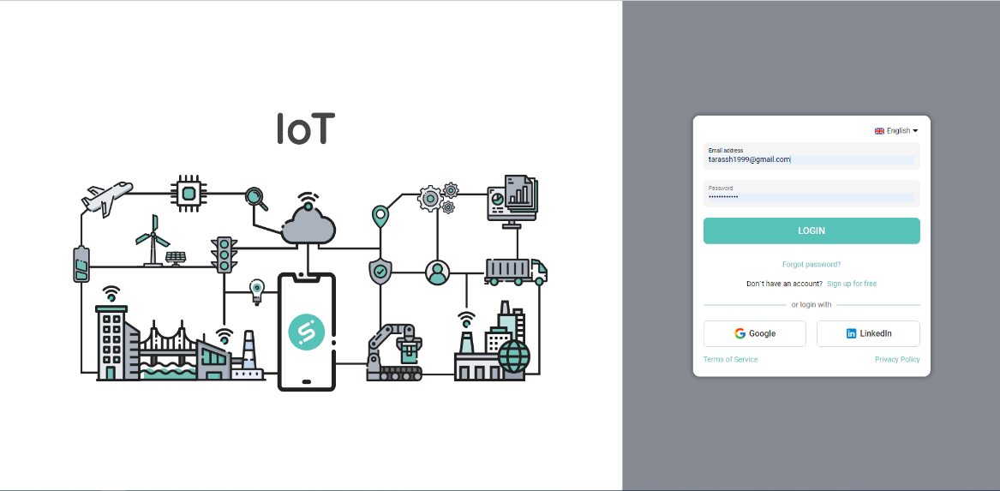 IoT
English
Email address
tarassh1999@gmail.com
Password
••••••••••••
LOGIN
Forgot password?
Don`t have an account? Sign up for free
or login with
Google
LinkedIn
Terms of Service
Privacy Policy